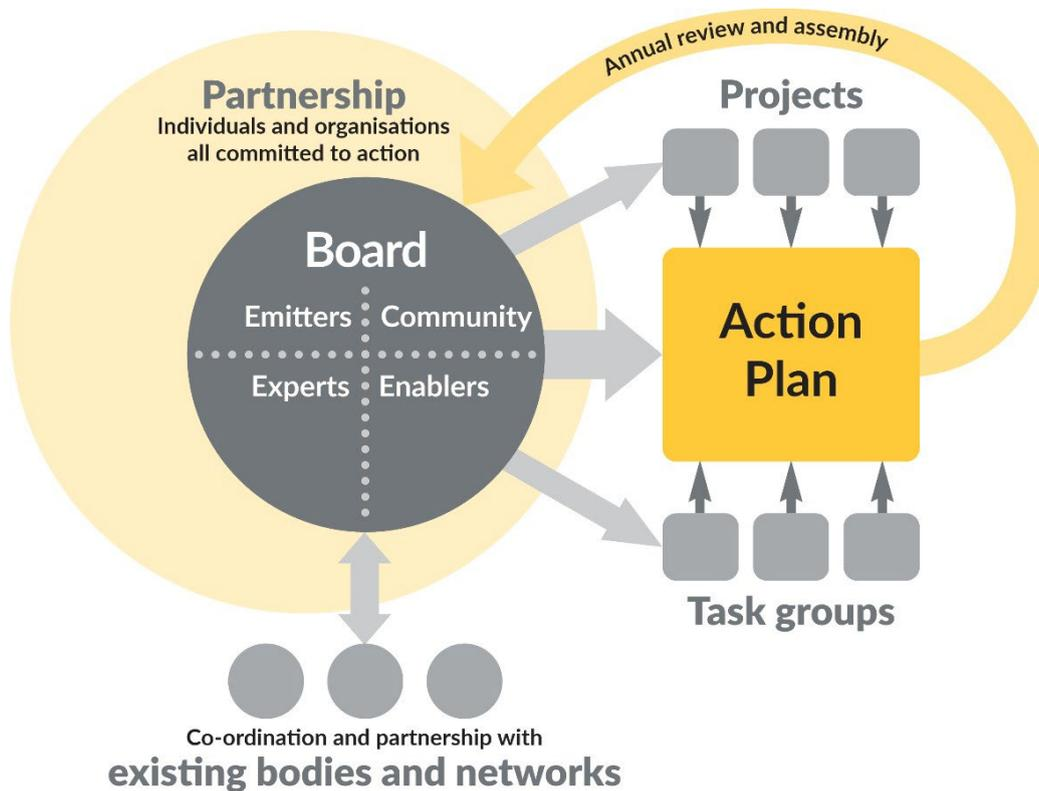 Annual review and assembly
Partnership
Individuals and organisations
all committed to action
Projects
Board
Emitters
Community
Experts
Enablers
Action
Plan
Task groups
Co-ordination and partnership with
existing bodies and networks